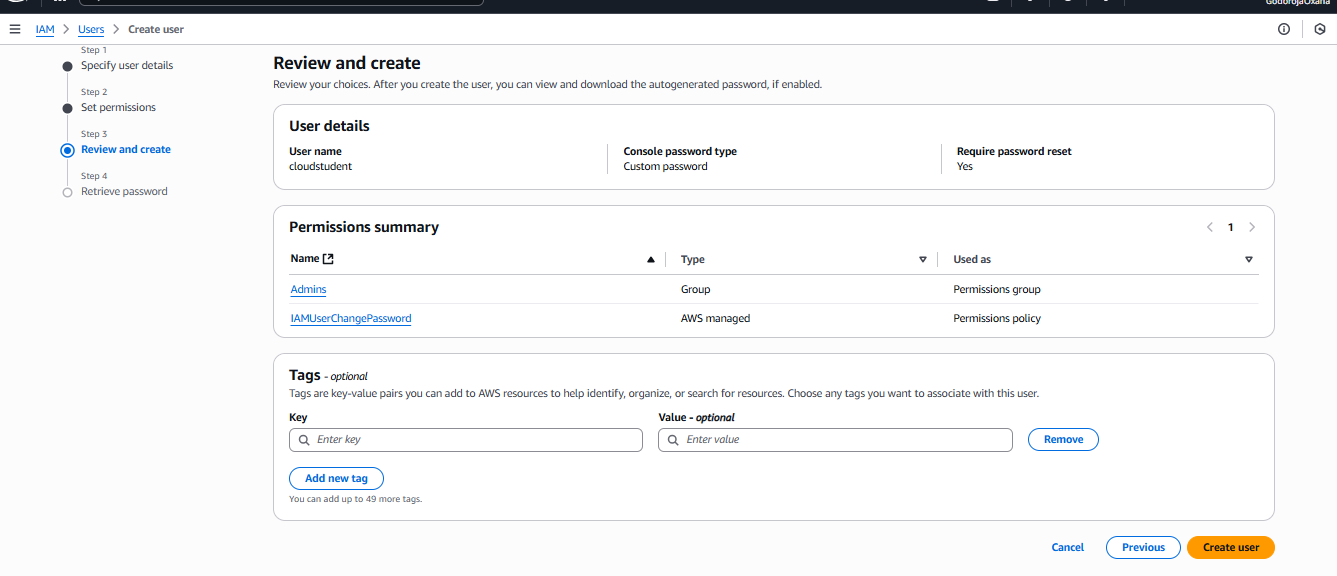 GodorojaOxana
IAM > Users > Create user
Step 1
Specify user details
Step 2
Set permissions
Step 3
Review and create
Step 4
Retrieve password
Review and create
Review your choices. After you create the user, you can view and download the autogenerated password, if enabled.
User details
User name
cloudstudent
Console password type
Custom password
Require password reset
Yes
Permissions summary
1
Name Type Used as
Admins Group Permissions group
IAMUserChangePassword AWS managed Permissions policy
Tags - optional
Tags are key-value pairs you can add to AWS resources to help identify, organize, or search for resources. Choose any tags you want to associate with this user.
Key Value - optional
Enter key Enter value Remove
Add new tag
You can add up to 49 more tags.
Cancel Previous Create user